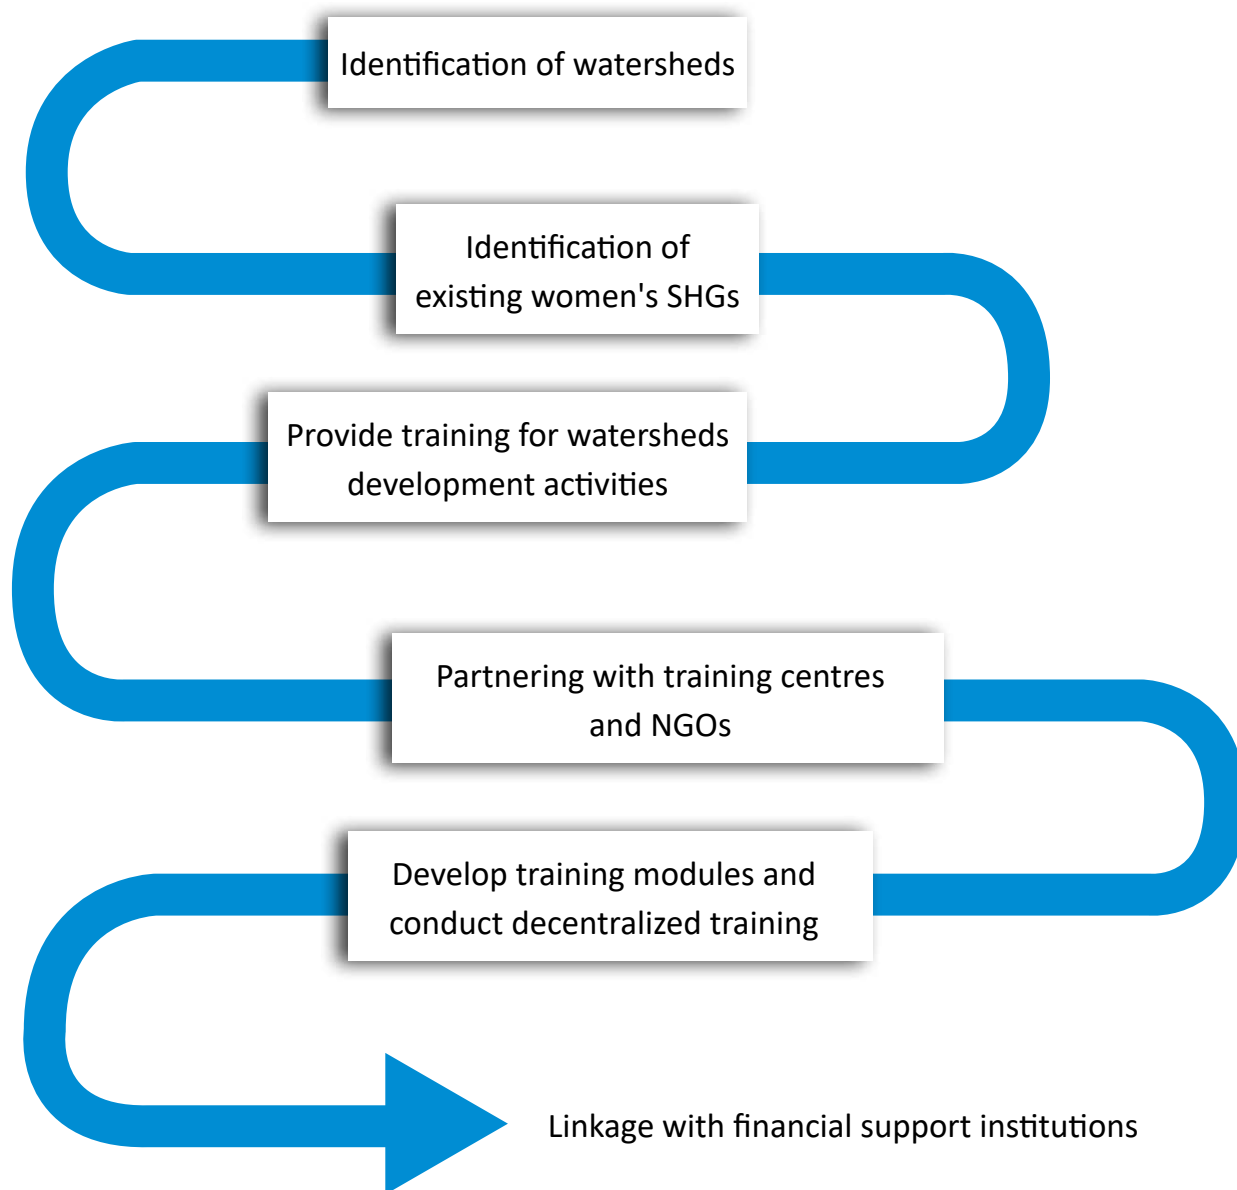 Identification of watersheds
Identification of
existing women's SHGs
Provide training for watersheds
development activities
Partnering with training centres
and NGOs
Develop training modules and
conduct decentralized training
Linkage with financial support institutions